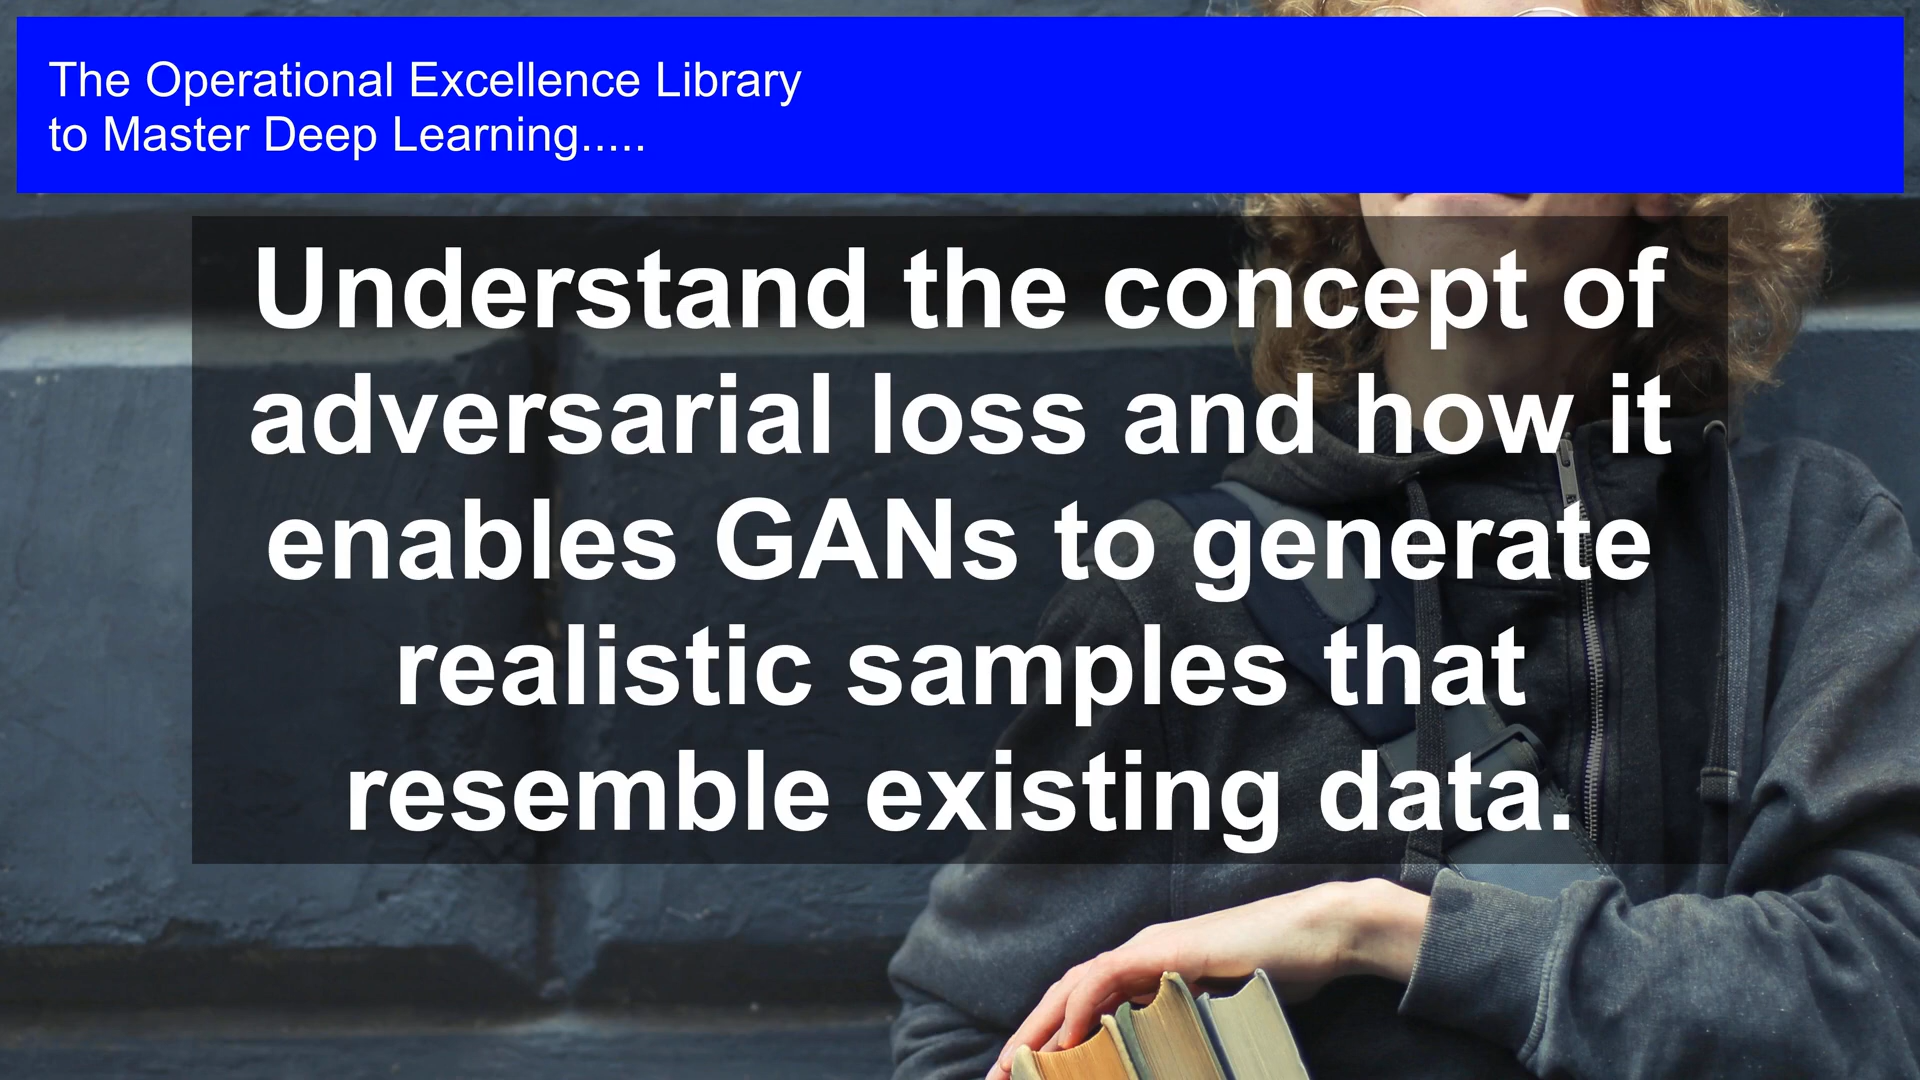 The Operational Excellence Library
to Master Deep Learning.....
Understand the concept of
adversarial loss and how it
enables GANs to generate
realistic samples that
resemble existing data.